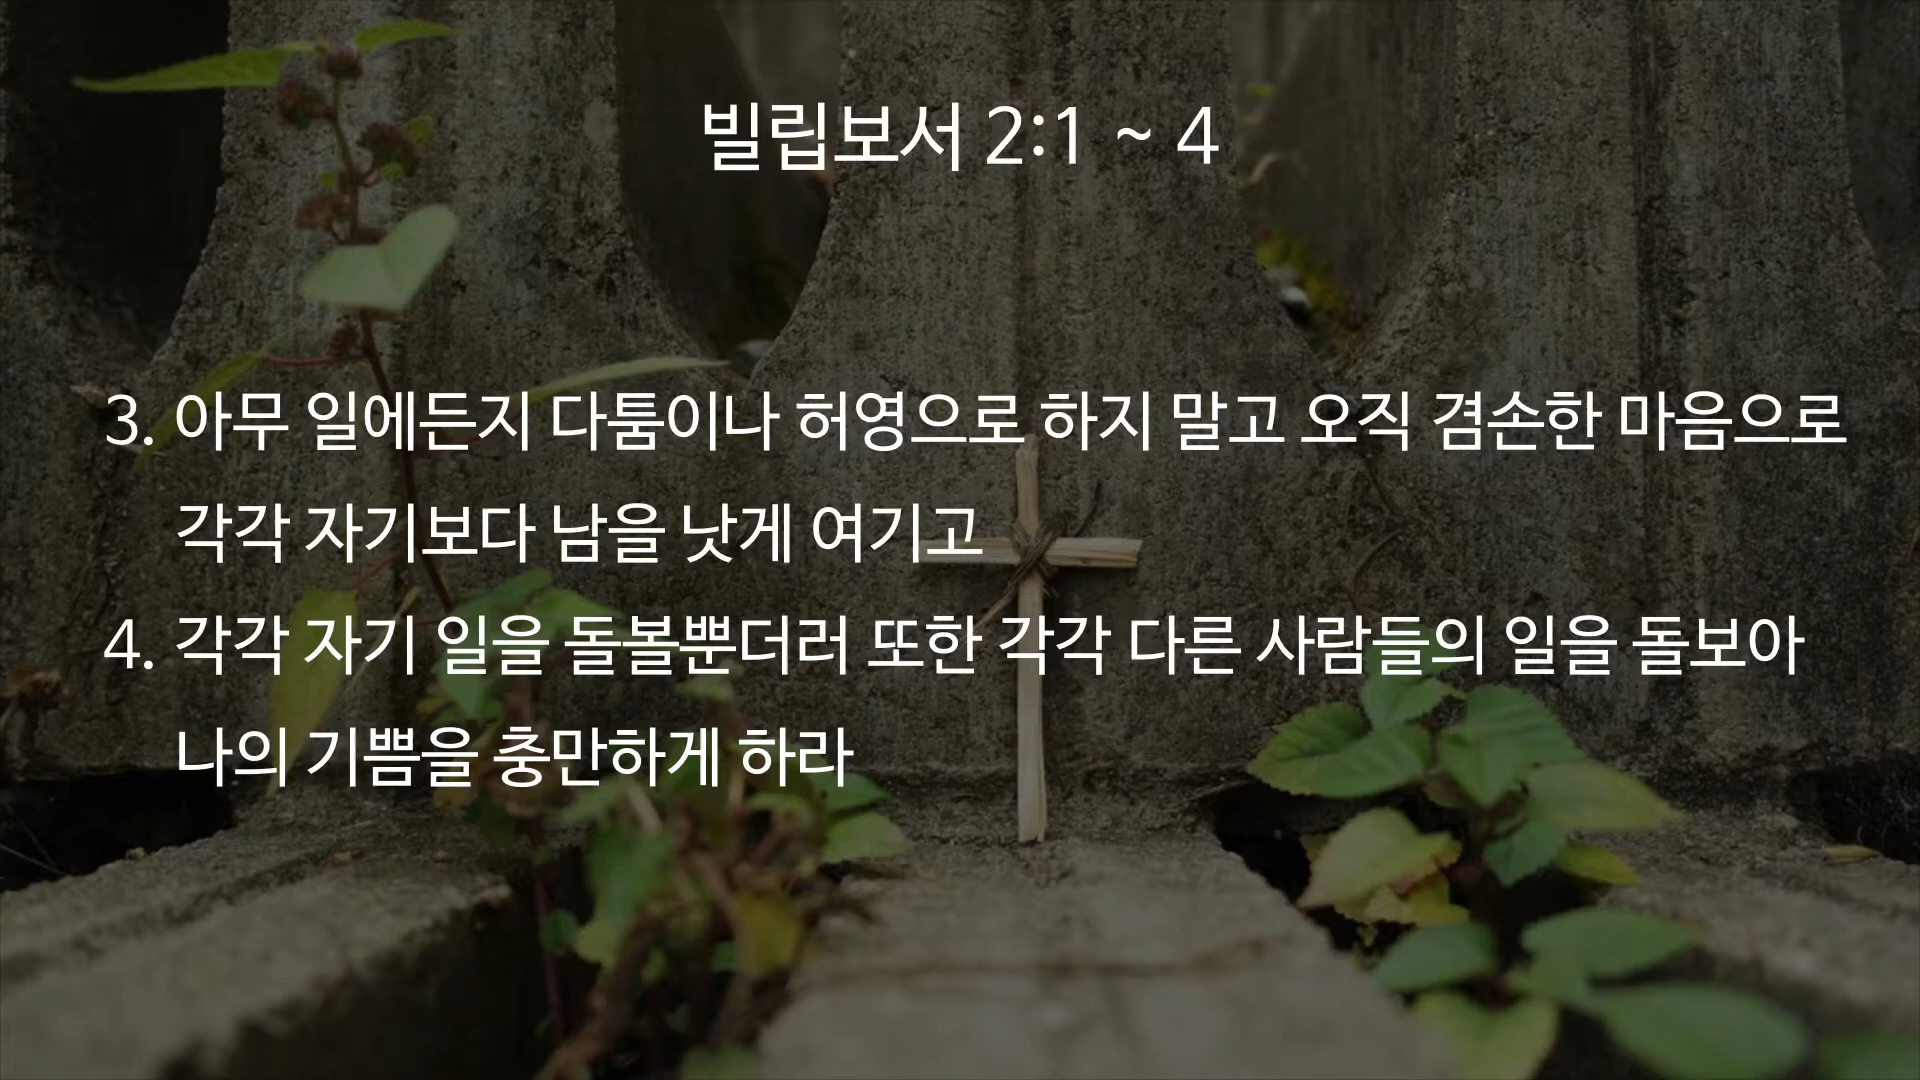 빌립보서 2:1 ~ 4
3. 아무 일에든지 다툼이나 허영으로 하지 말고 오직 겸손한 마음으로
각각 자기보다 남을 낫게 여기고
4. 각각 자기 일을 돌볼뿐더러 또한 각각 다른 사람들의 일을 돌보아
나의 기쁨을 충만하게 하라